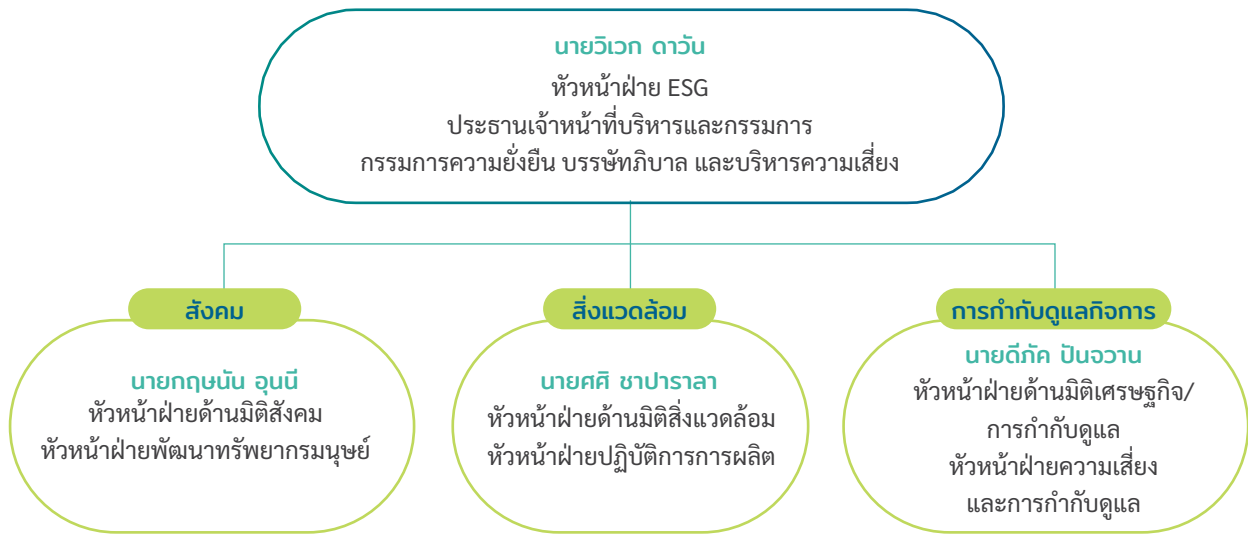 นายวิเวก ดาวัน
หัวหน้าฝ่าย ESG
ประธานเจ้าหน้าที่บริหารและกรรมการ
กรรมการความยั่งยืน บรรษัทภิบาล และบริหารความเสี่ยง
สังคม
นายกฤษนัน อุนนี
หัวหน้าฝ่ายด้านมิติสังคม
หัวหน้าฝ่ายพัฒนาทรัพยากรมนุษย์
สิ่งแวดล้อม
นายศศิ ชาปาราลา
หัวหน้าฝ่ายด้านมิติสิ่งแวดล้อม
หัวหน้าฝ่ายปฏิบัติการการผลิต
การกำกับดูแลกิจการ
นายดีภัค ปันจวาน
หัวหน้าฝ่ายด้านมิติเศรษฐกิจ/
การกำกับดูแล
หัวหน้าฝ่ายความเสี่ยง
และการกำกับดูแล